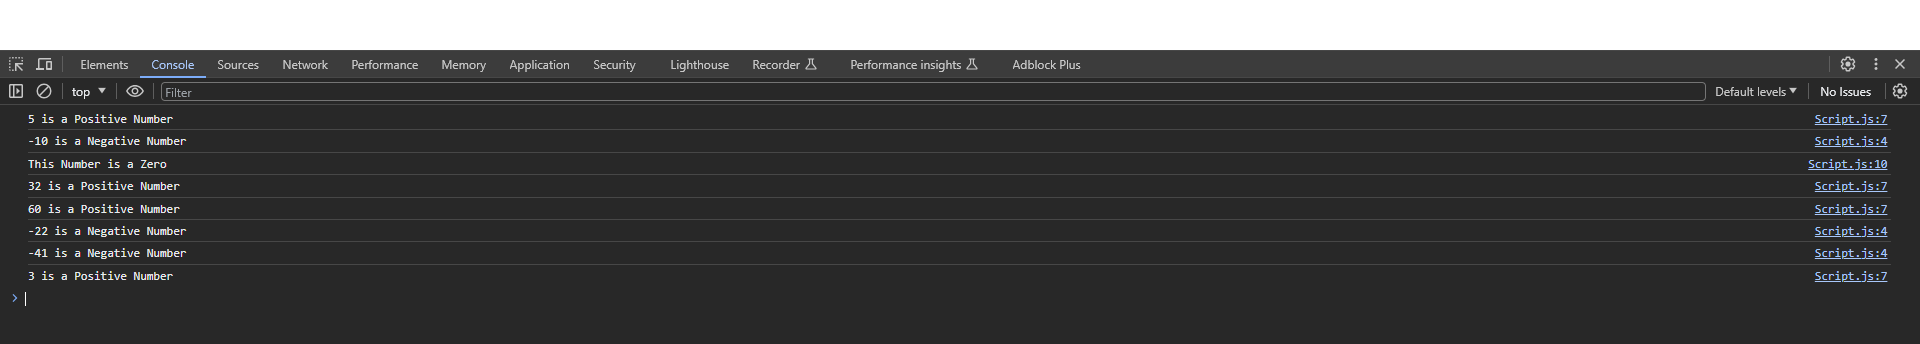 Elements Console Sources Network Performance Memory Application Security Lighthouse Recorder Performance insights Adblock Plus
top Filter Default levels No Issues
5 is a Positive Number Script.js:7
-10 is a Negative Number Script.js:4
This Number is a Zero Script.js:10
32 is a Positive Number Script.js:7
60 is a Positive Number Script.js:7
-22 is a Negative Number Script.js:4
-41 is a Negative Number Script.js:4
3 is a Positive Number Script.js:7